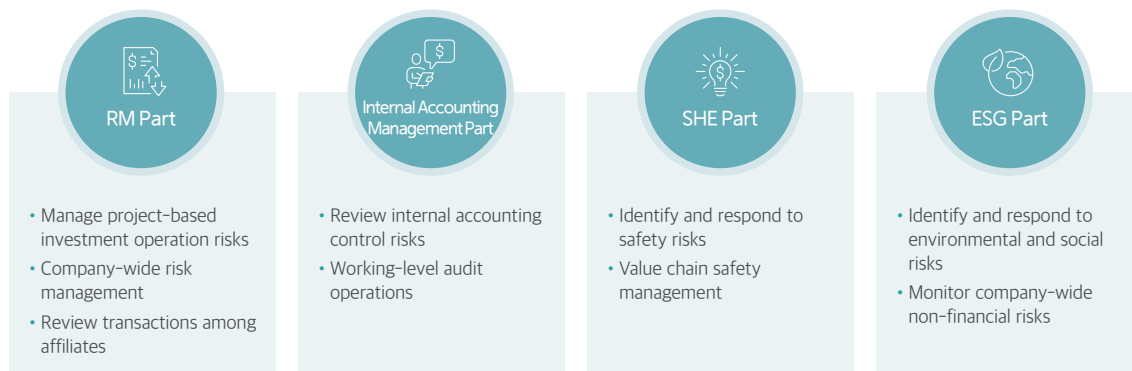 RM Part
• Manage project-based
investment operation risks
• Company-wide risk
management
• Review transactions among
affiliates
Internal Accounting
Management Part
• Review internal accounting
control risks
• Working-level audit
operations
SHE Part
• Identify and respond to
safety risks
• Value chain safety
management
ESG Part
• Identify and respond to
environmental and social
risks
• Monitor company-wide
non-financial risks